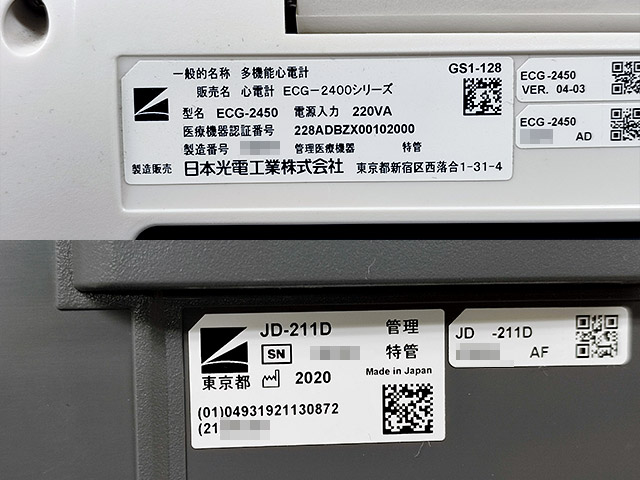 一般的名称 多機能心電計
GS1-128
販売名 心電計 ECG-2400シリーズ
型名 ECG-2450 電源入力 220VA
医療機器認証番号 228ADBZX00102000
製造番号 管理医療機器 特管
製造販売 日本光電工業株式会社 東京都新宿区西落合1-31-4
ECG-2450
VER. 04-03
ECG-2450
AD
JD-211D 管理
SN 特管
東京都 2020 Made in Japan
(01)04931921130872
(21
JD -211D
AF